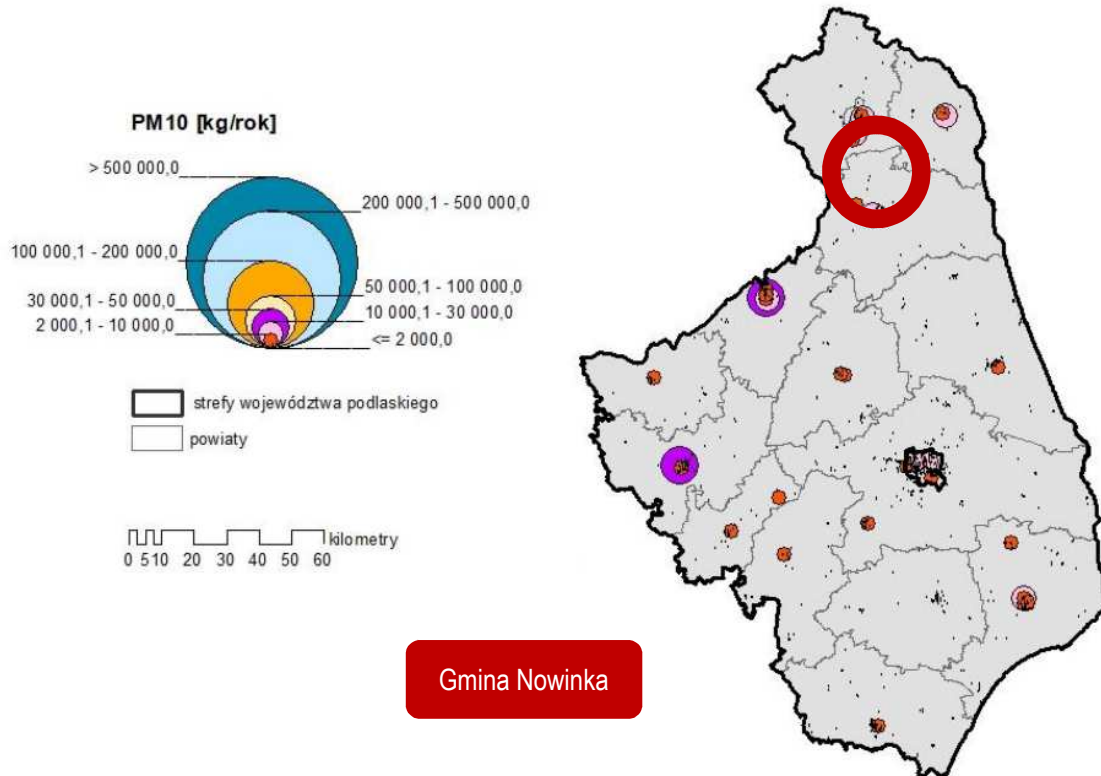 PM10 [kg/rok]
> 500 000,0
200 000,1 - 500 000,0
100 000,1 - 200 000,0
50 000,1 - 100 000,0
30 000,1 - 50 000,0
10 000,1 - 30 000,0
2 000,1 - 10 000,0
<= 2 000,0
strefy województwa podlaskiego
powiaty
kilometry
0 5 10 20 30 40 50 60
Gmina Nowinka